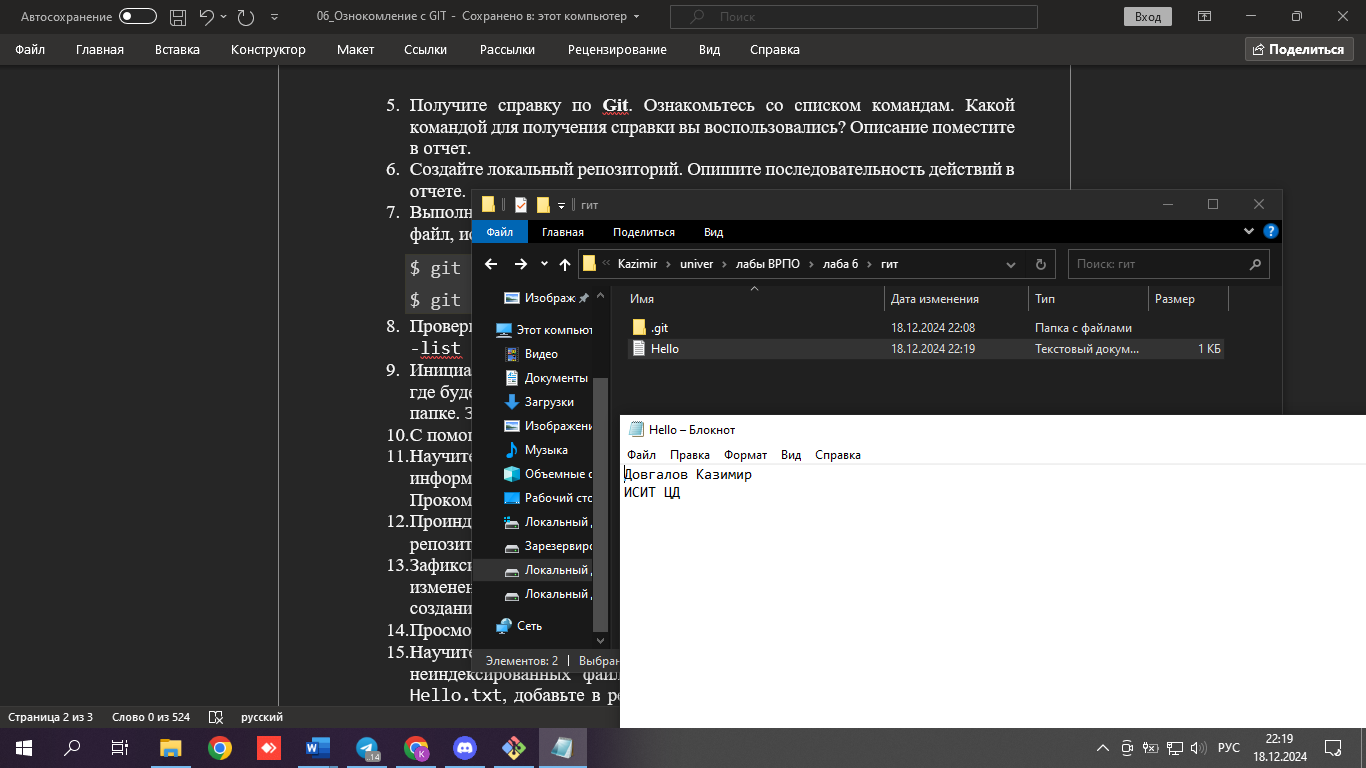 Автосохранение
06_Ознокомление с GIT - Сохранено в: этот компьютер
Поиск
Вход
Файл Главная Вставка Конструктор Макет Ссылки Рассылки Рецензирование Вид Справка
Поделиться
5. Получите справку по Git. Ознакомьтесь со списком командам. Какой
командой для получения справки вы воспользовались? Описание поместите
в отчет.
6. Создайте локальный репозиторий. Опишите последовательность действий в
отчете.
7. Выполн
файл, ис
$ git
$ git
8. Провер
-list
9. Инициа
где буде
папке. З
10.С помощ
11.Научите
информ
Проком
12.Проинд
репозит
13.Зафикси
изменен
создани
14.Просмо
15.Научите
неиндексированных фай
Hello.txt, добавьте в ре
гит
Файл Главная Поделиться Вид
Kazimir univer лабы ВРПО лаба 6 гит
Поиск: гит
Изображ
Этот компьют
Видео
Документы
Загрузки
Изображени
Музыка
Объемные о
Рабочий сто
Локальный д
Зарезервиро
Локальный д
Локальный д
Сеть
Имя Дата изменения Тип Размер
.git 18.12.2024 22:08 Папка с файлами
Hello 18.12.2024 22:19 Текстовый докум... 1 КБ
Элементов: 2 Выбран
Hello – Блокнот
Файл Правка Формат Вид Справка
Довгалов Казимир
ИСИТ ЦД
Страница 2 из 3 Слово 0 из 524 русский
14
K
РУС
22:19
18.12.2024